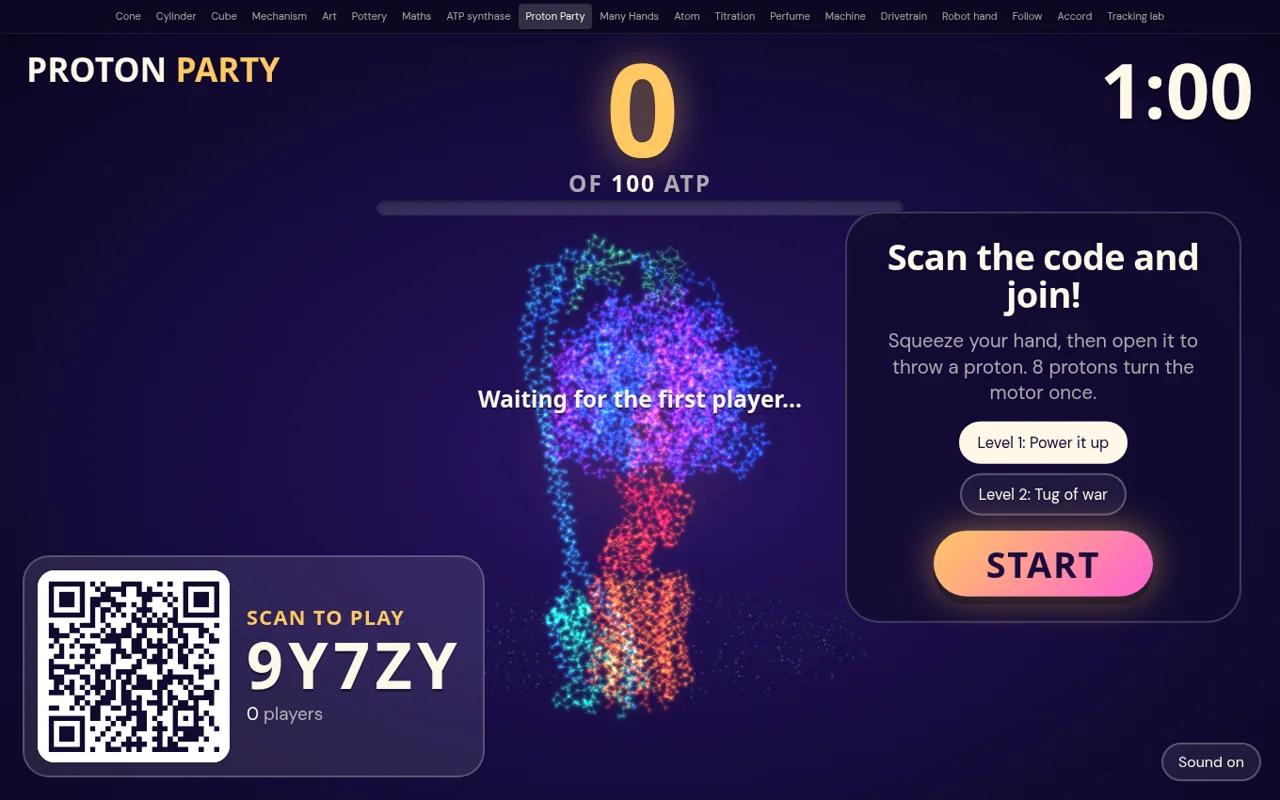 Cone Cylinder Cube Mechanism Art Pottery Maths ATP synthase Proton Party Many Hands Atom Titration Perfume Machine Drivetrain Robot hand Follow Accord Tracking lab
PROTON PARTY
0
OF 100 ATP
1:00
Waiting for the first player...
Scan the code and
join!
Squeeze your hand, then open it to
throw a proton. 8 protons turn the
motor once.
Level 1: Power it up
Level 2: Tug of war
START
SCAN TO PLAY
9Y7ZY
0 players
Sound on